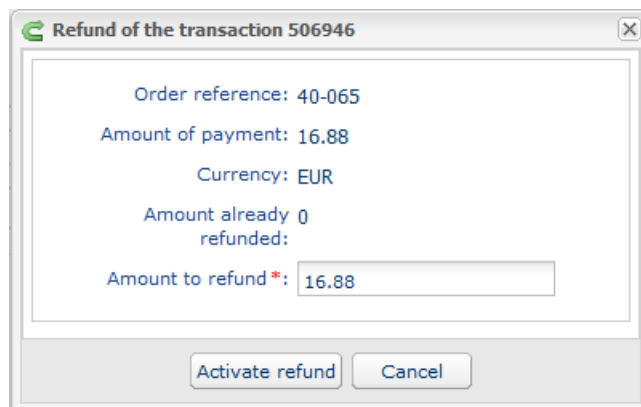 Refund of the transaction 506946
Order reference: 40-065
Amount of payment: 16.88
Currency: EUR
Amount already 0
refunded:
Amount to refund*: 16.88
Activate refund Cancel